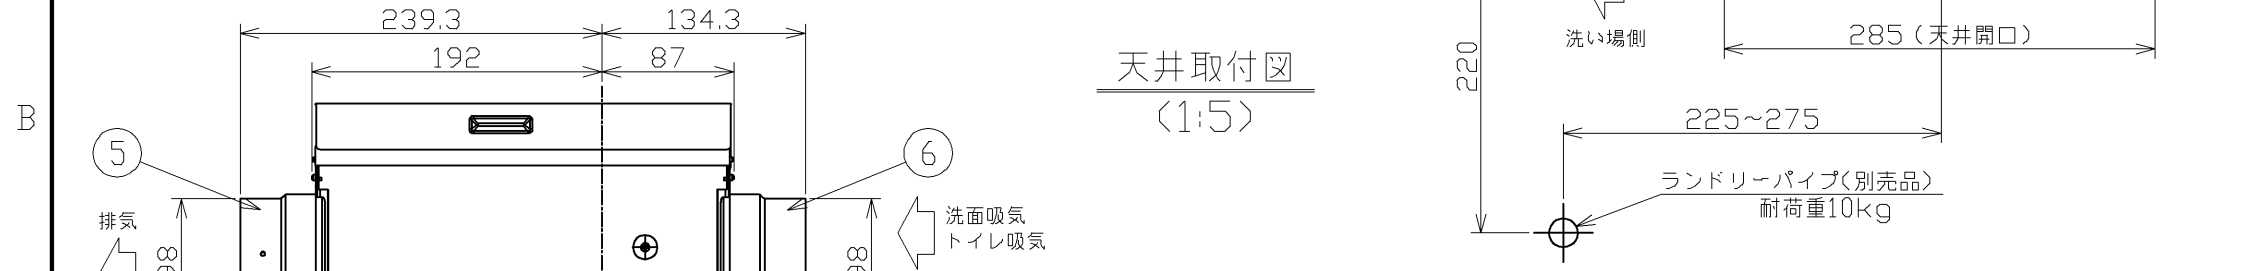 239.3
134.3
192
87
B
5
6
排気
98
98
洗面吸気
トイレ吸気
天井取付図
(1:5)
洗い場側
285（天井開口）
220
225~275
ランドリーパイプ(別売品)
耐荷重10kg